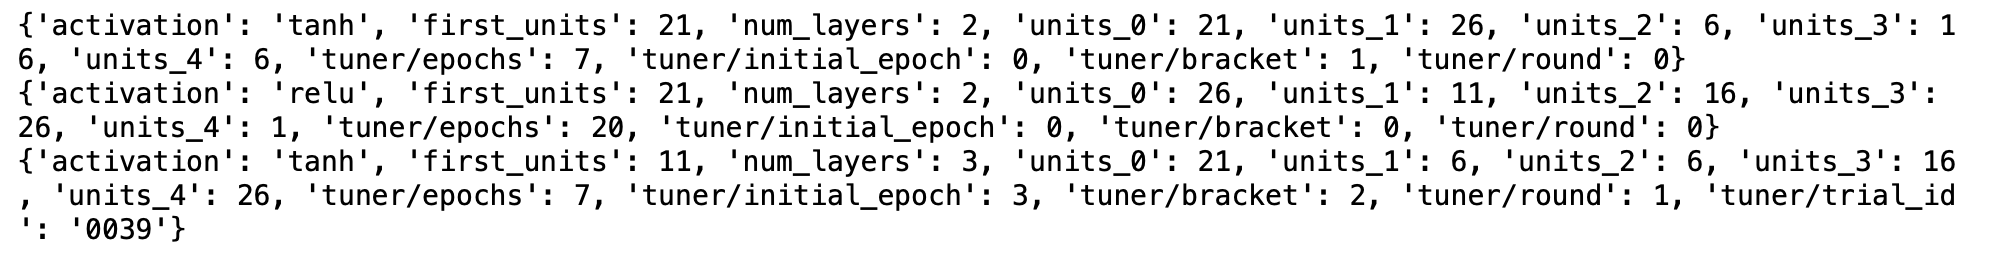 {'activation': 'tanh', 'first_units': 21, 'num_layers': 2, 'units_0': 21, 'units_1': 26, 'units_2': 6, 'units_3': 1
6, 'units_4': 6, 'tuner/epochs': 7, 'tuner/initial_epoch': 0, 'tuner/bracket': 1, 'tuner/round': 0}
{'activation': 'relu', 'first_units': 21, 'num_layers': 2, 'units_0': 26, 'units_1': 11, 'units_2': 16, 'units_3':
26, 'units_4': 1, 'tuner/epochs': 20, 'tuner/initial_epoch': 0, 'tuner/bracket': 0, 'tuner/round': 0}
{'activation': 'tanh', 'first_units': 11, 'num_layers': 3, 'units_0': 21, 'units_1': 6, 'units_2': 6, 'units_3': 16
, 'units_4': 26, 'tuner/epochs': 7, 'tuner/initial_epoch': 3, 'tuner/bracket': 2, 'tuner/round': 1, 'tuner/trial_id
': '0039'}